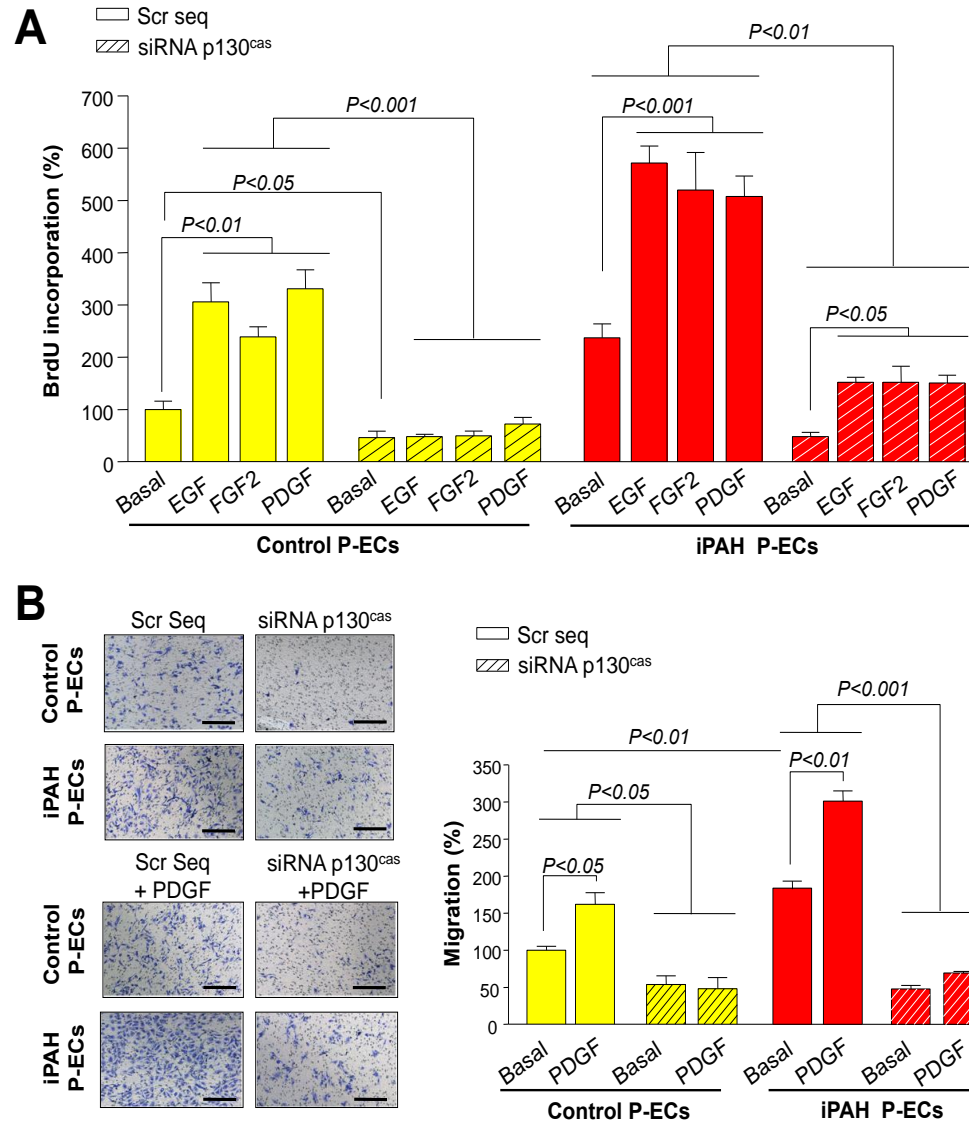 A
Scr seq
siRNA p130cas
P<0.01
P<0.001
P<0.001
P<0.05
P<0.01
P<0.05
BrdU incorporation (%)
700
600
500
400
300
200
100
0
Basal EGF FGF2 PDGF Basal EGF FGF2 PDGF Basal EGF FGF2 PDGF Basal EGF FGF2 PDGF
Control P-ECs iPAH P-ECs
B
Scr Seq siRNA p130cas
Control P-ECs
iPAH P-ECs
Scr Seq + PDGF
siRNA p130cas +PDGF
Control P-ECs
iPAH P-ECs
Scr seq
siRNA p130cas
P<0.001
P<0.01
P<0.01
P<0.05
P<0.05
Migration (%)
350
300
250
200
150
100
50
0
Basal PDGF Basal PDGF Basal PDGF Basal PDGF
Control P-ECs iPAH P-ECs